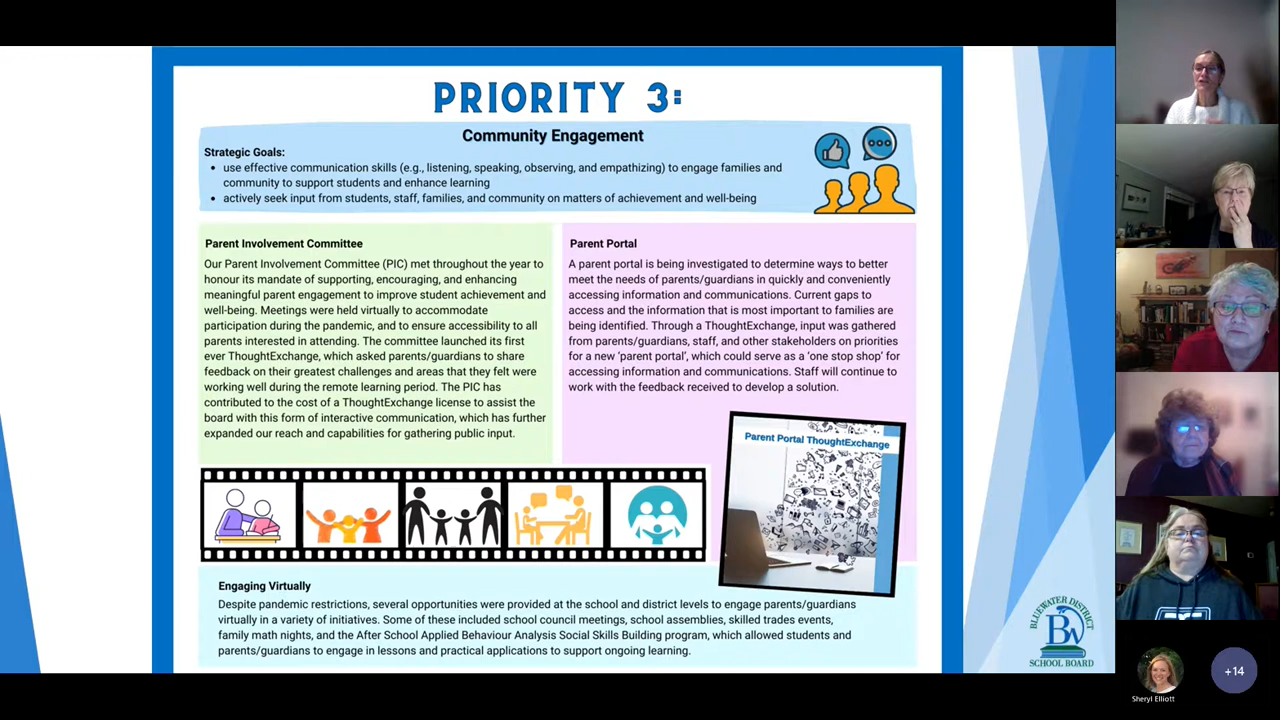 PRIORITY 3:
Community Engagement
Strategic Goals:
• use effective communication skills (e.g., listening, speaking, observing, and empathizing) to engage families and
community to support students and enhance learning
• actively seek input from students, staff, families, and community on matters of achievement and well-being
Parent Involvement Committee
Our Parent Involvement Committee (PIC) met throughout the year to
honour its mandate of supporting, encouraging, and enhancing
meaningful parent engagement to improve student achievement and
well-being. Meetings were held virtually to accommodate
participation during the pandemic, and to ensure accessibility to all
parents interested in attending. The committee launched its first
ever ThoughtExchange, which asked parents/guardians to share
feedback on their greatest challenges and areas that they felt were
working well during the remote learning period. The PIC has
contributed to the cost of a ThoughtExchange license to assist the
board with this form of interactive communication, which has further
expanded our reach and capabilities for gathering public input.
Parent Portal
A parent portal is being investigated to determine ways to better
meet the needs of parents/guardians in quickly and conveniently
accessing information and communications. Current gaps to
access and the information that is most important to families are
being identified. Through a ThoughtExchange, input was gathered
from parents/guardians, staff, and other stakeholders on priorities
for a new ‘parent portal’, which could serve as a ‘one stop shop’ for
accessing information and communications. Staff will continue to
work with the feedback received to develop a solution.
Parent Portal ThoughtExchange
Engaging Virtually
Despite pandemic restrictions, several opportunities were provided at the school and district levels to engage parents/guardians
virtually in a variety of initiatives. Some of these included school council meetings, school assemblies, skilled trades events,
family math nights, and the After School Applied Behaviour Analysis Social Skills Building program, which allowed students and
parents/guardians to engage in lessons and practical applications to support ongoing learning.
BLUEWATER DISTRICT
BW
SCHOOL BOARD
Sheryl Elliott
+14